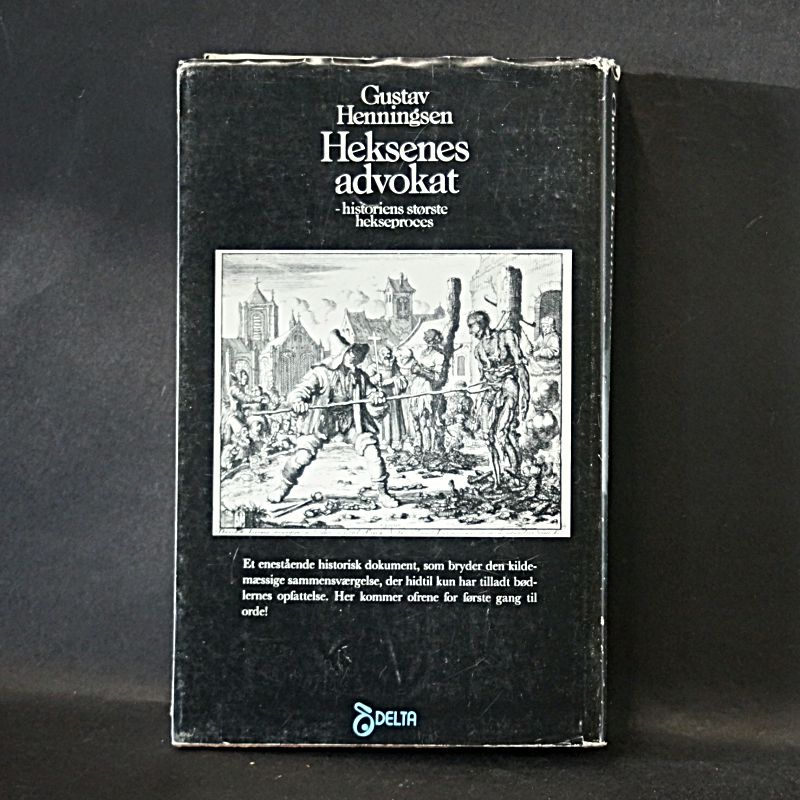 Gustav
Henningsen
Heksenes
advokat
- historiens største
hekseproces
Et enestående historisk dokument, som bryder den kilde-
mæssige sammensværgelse, der hidtil kun har tilladt bød-
lernes opfattelse. Her kommer ofrene for første gang til
orde!
DELTA